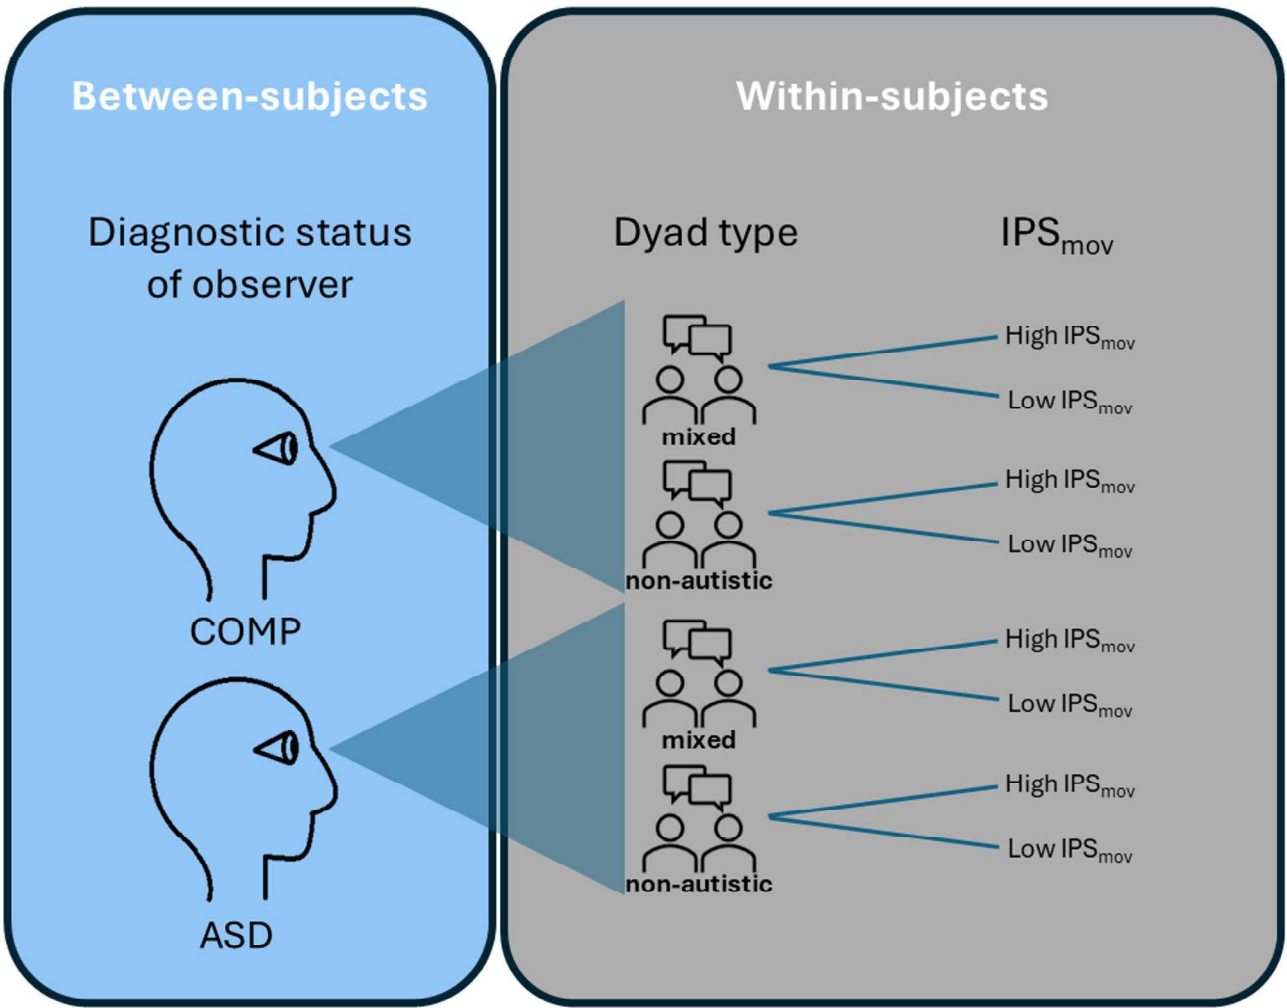 Between-subjects
Diagnostic status
of observer
COMP
ASD
Within-subjects
Dyad type
IPSmov
mixed
High IPSmov
Low IPSmov
non-autistic
High IPSmov
Low IPSmov
mixed
High IPSmov
Low IPSmov
non-autistic
High IPSmov
Low IPSmov